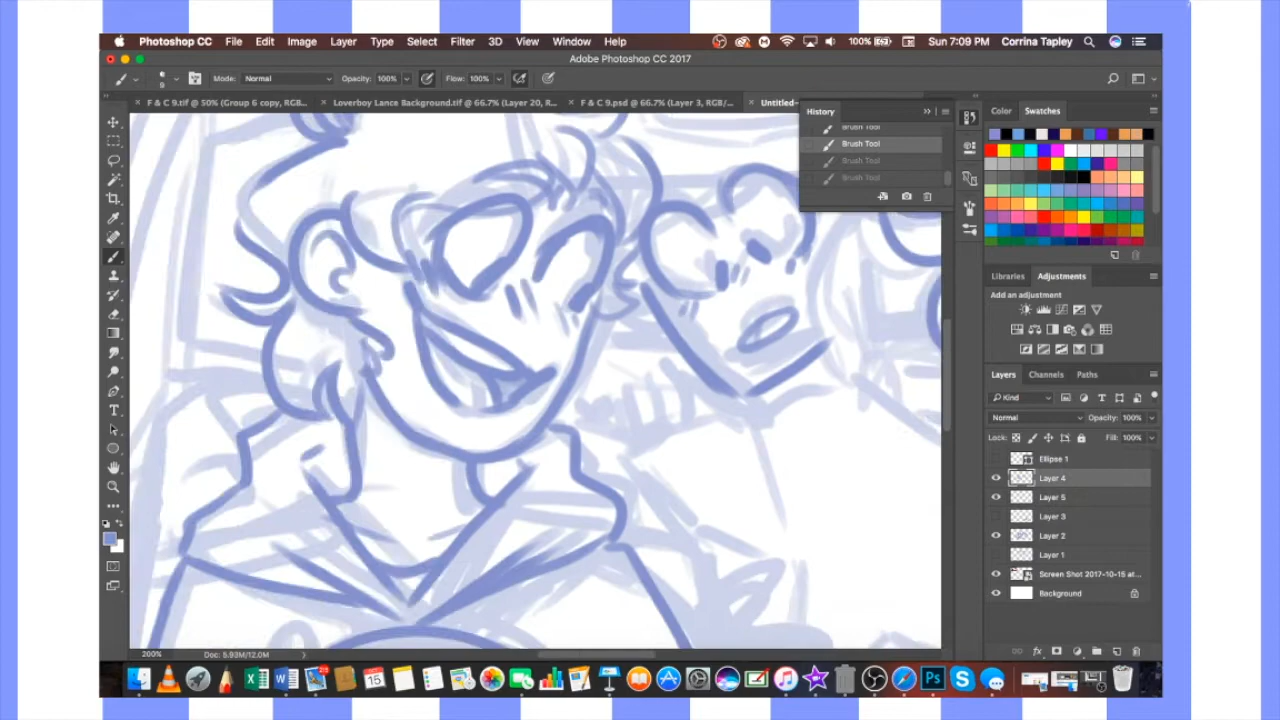 Photoshop CC File Edit Image Layer Type Select Filter 3D View Window Help 100% Sun 7:09 PM Corrina Tapley
Adobe Photoshop CC 2017
Mode: Normal Opacity: 100% Flow: 100%
F & C 9.tif @ 50% (Group 6 copy, RGB... Loverboy Lance Background.tif @ 66.7% (Layer 20, R... F & C 9.psd @ 66.7% (Layer 3, RGB/... Untitled-
History
Brush Tool
Brush Tool
Brush Tool
Brush Tool
Color Swatches
Libraries Adjustments
Add an adjustment
Layers Channels Paths
Kind
Normal Opacity: 100%
Lock: Fill: 100%
Ellipse 1
Layer 4
Layer 5
Layer 3
Layer 2
Layer 1
Screen Shot 2017-10-15 at...
Background
200% Doc: 5.93M/12.0M
15
Ps